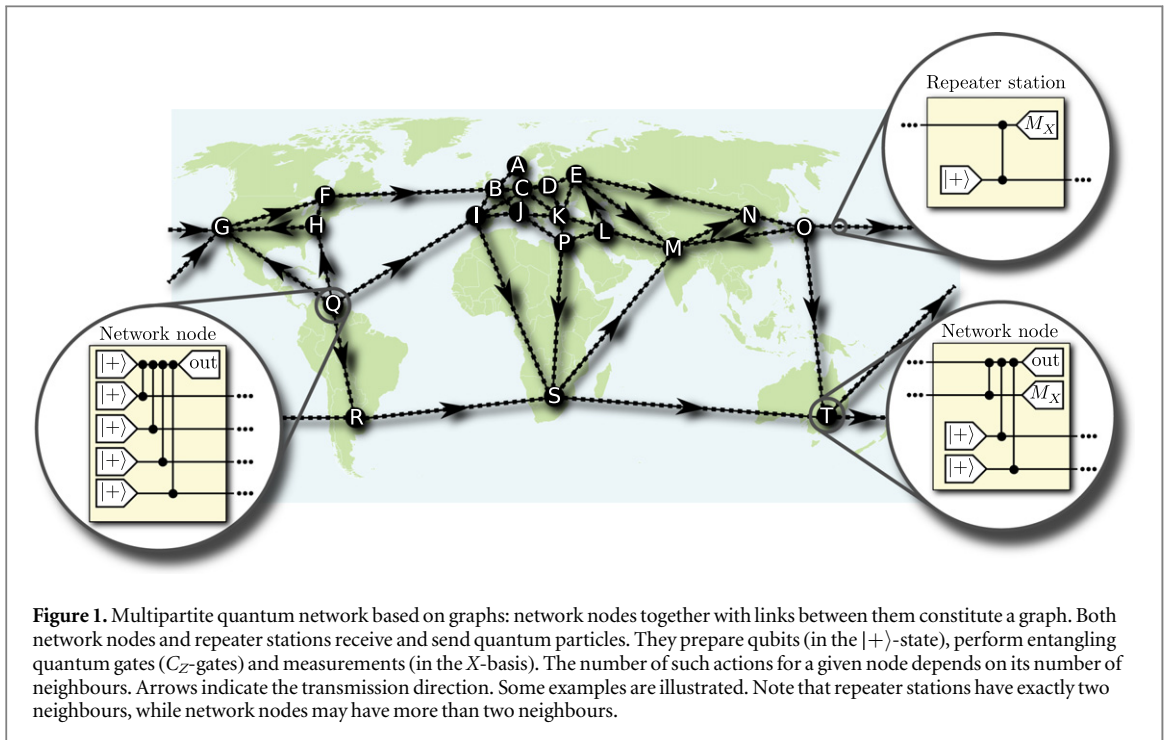 Repeater station
M_X
|+⟩
A
B
C
D
E
F
G
H
I
J
K
L
M
N
O
P
Q
R
S
T
Network node
|+⟩
out
|+⟩
|+⟩
|+⟩
|+⟩
Network node
out
M_X
|+⟩
|+⟩
Figure 1. Multipartite quantum network based on graphs: network nodes together with links between them constitute a graph. Both
network nodes and repeater stations receive and send quantum particles. They prepare qubits (in the |+⟩-state), perform entangling
quantum gates (C_Z-gates) and measurements (in the X-basis). The number of such actions for a given node depends on its number of
neighbours. Arrows indicate the transmission direction. Some examples are illustrated. Note that repeater stations have exactly two
neighbours, while network nodes may have more than two neighbours.